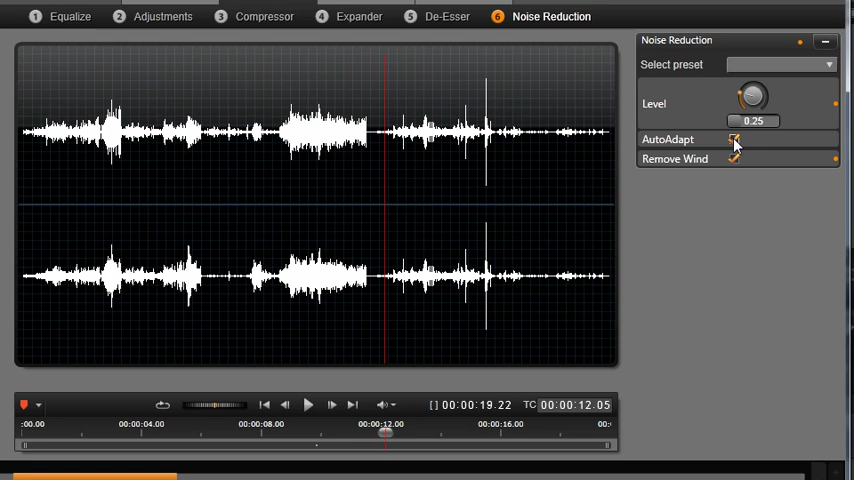 1 Equalize 2 Adjustments 3 Compressor 4 Expander 5 De-Esser 6 Noise Reduction
Noise Reduction
Select preset
Level
0.25
AutoAdapt
Remove Wind
[] 00:00:19.22 TC 00:00:12.05
:00.00 00:00:04.00 00:00:08.00 00:00:12.00 00:00:16.00 00: